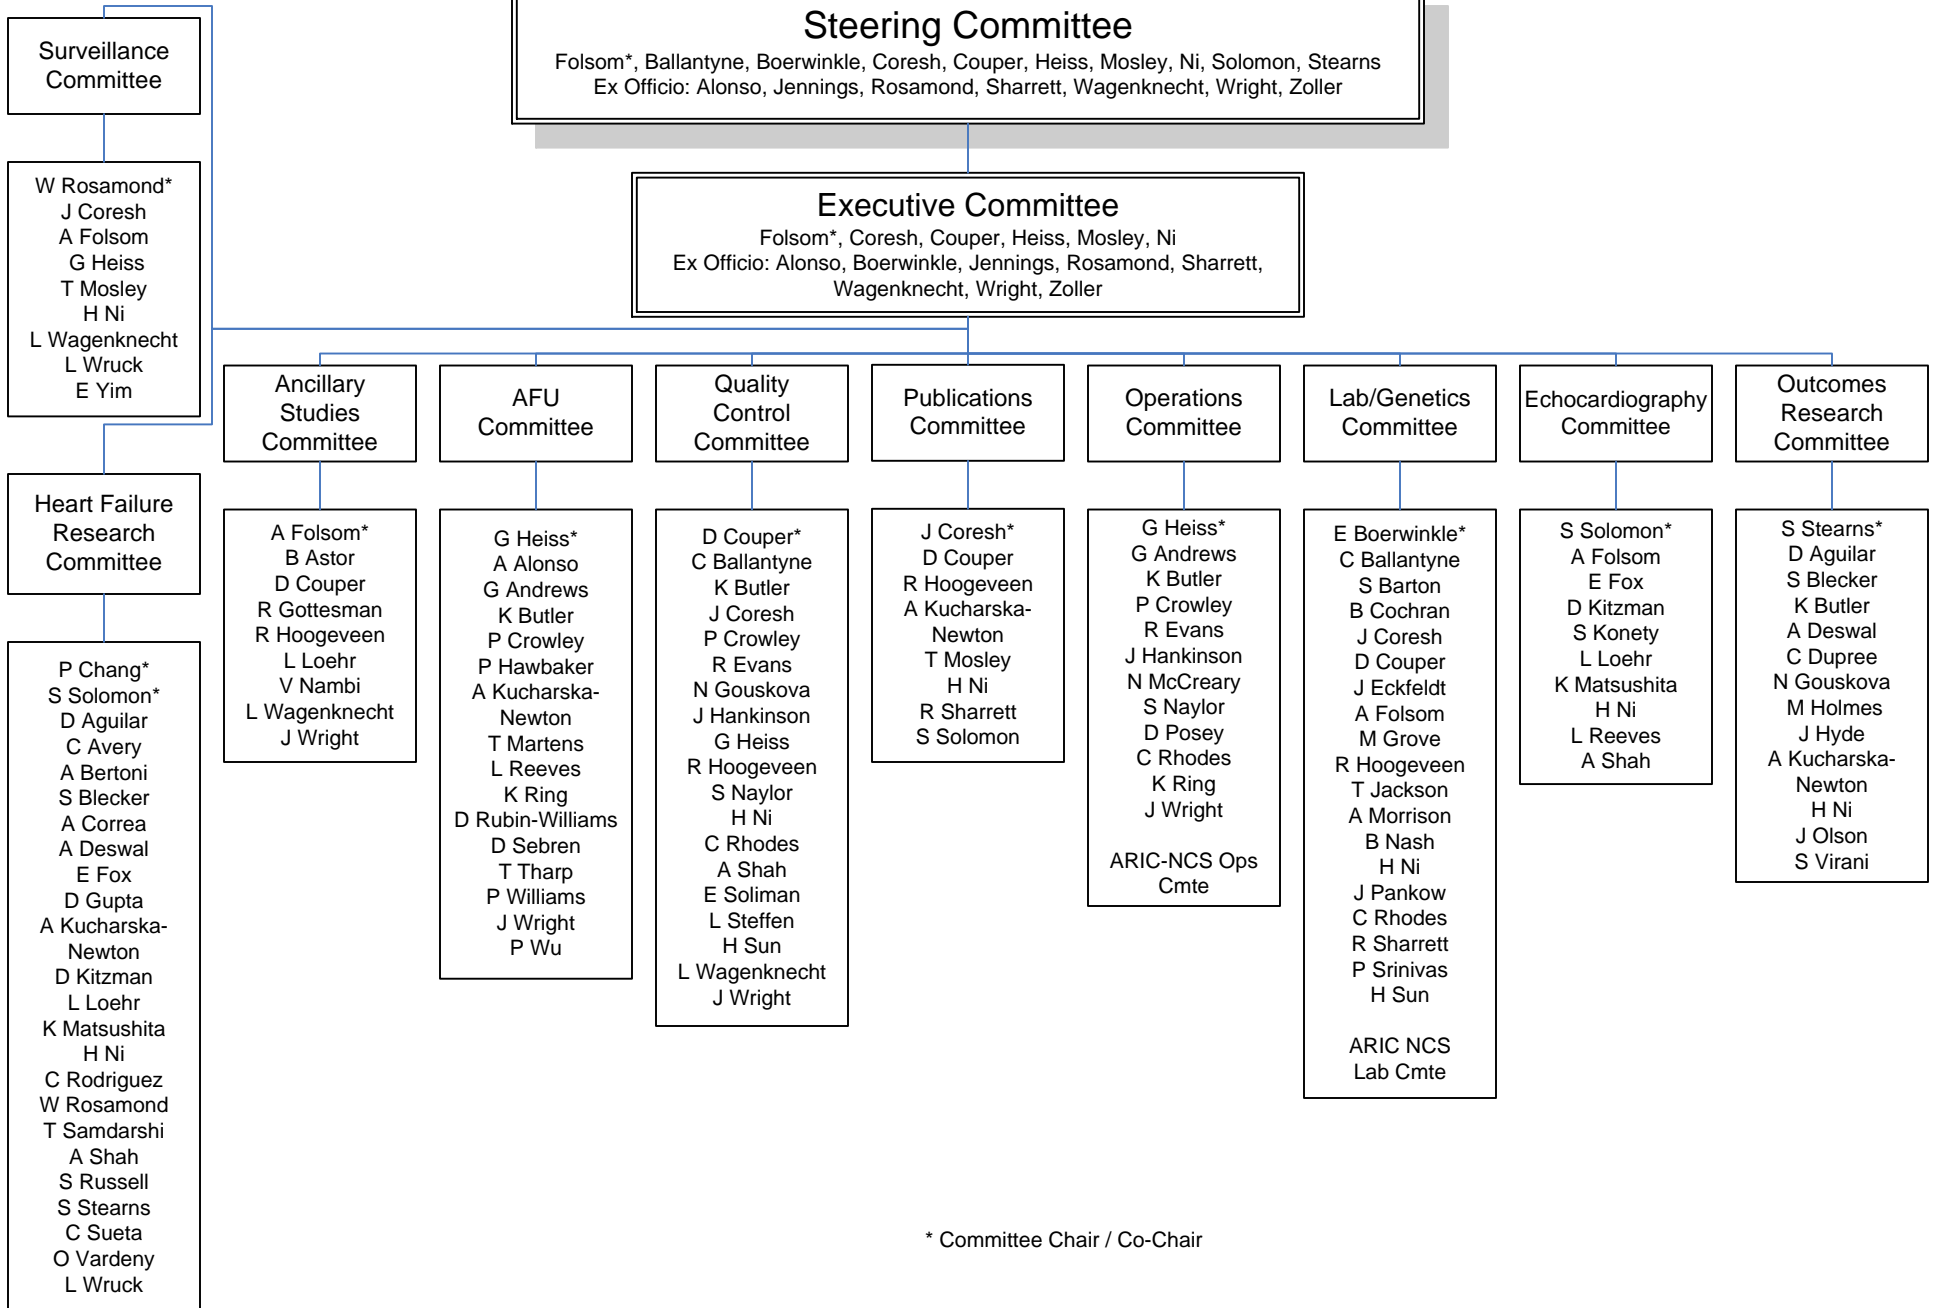 Steering Committee
Folsom*, Ballantyne, Boerwinkle, Coresh, Couper, Heiss, Mosley, Ni, Solomon, Stearns
Ex Officio: Alonso, Jennings, Rosamond, Sharrett, Wagenknecht, Wright, Zoller
Executive Committee
Folsom*, Coresh, Couper, Heiss, Mosley, Ni
Ex Officio: Alonso, Boerwinkle, Jennings, Rosamond, Sharrett,
Wagenknecht, Wright, Zoller
Surveillance
Committee
W Rosamond*
J Coresh
A Folsom
G Heiss
T Mosley
H Ni
L Wagenknecht
L Wruck
E Yim
Heart Failure
Research
Committee
P Chang*
S Solomon*
D Aguilar
C Avery
A Bertoni
S Blecker
A Correa
A Deswal
E Fox
D Gupta
A Kucharska-
Newton
D Kitzman
L Loehr
K Matsushita
H Ni
C Rodriguez
W Rosamond
T Samdarshi
A Shah
S Russell
S Stearns
C Sueta
O Vardeny
L Wruck
Ancillary
Studies
Committee
A Folsom*
B Astor
D Couper
R Gottesman
R Hoogeveen
L Loehr
V Nambi
L Wagenknecht
J Wright
AFU
Committee
G Heiss*
A Alonso
G Andrews
K Butler
P Crowley
P Hawbaker
A Kucharska-
Newton
T Martens
L Reeves
K Ring
D Rubin-Williams
D Sebren
T Tharp
P Williams
J Wright
P Wu
Quality
Control
Committee
D Couper*
C Ballantyne
K Butler
J Coresh
P Crowley
R Evans
N Gouskova
J Hankinson
G Heiss
R Hoogeveen
S Naylor
H Ni
C Rhodes
A Shah
E Soliman
L Steffen
H Sun
L Wagenknecht
J Wright
Publications
Committee
J Coresh*
D Couper
R Hoogeveen
A Kucharska-
Newton
T Mosley
H Ni
R Sharrett
S Solomon
Operations
Committee
G Heiss*
G Andrews
K Butler
P Crowley
R Evans
J Hankinson
N McCreary
S Naylor
D Posey
C Rhodes
K Ring
J Wright
ARIC-NCS Ops
Cmte
Lab/Genetics
Committee
E Boerwinkle*
C Ballantyne
S Barton
B Cochran
J Coresh
D Couper
J Eckfeldt
A Folsom
M Grove
R Hoogeveen
T Jackson
A Morrison
B Nash
H Ni
J Pankow
C Rhodes
R Sharrett
P Srinivas
H Sun
ARIC NCS
Lab Cmte
Echocardiography
Committee
S Solomon*
A Folsom
E Fox
D Kitzman
S Konety
L Loehr
K Matsushita
H Ni
L Reeves
A Shah
Outcomes
Research
Committee
S Stearns*
D Aguilar
S Blecker
K Butler
A Deswal
C Dupree
N Gouskova
M Holmes
J Hyde
A Kucharska-
Newton
H Ni
J Olson
S Virani
* Committee Chair / Co-Chair